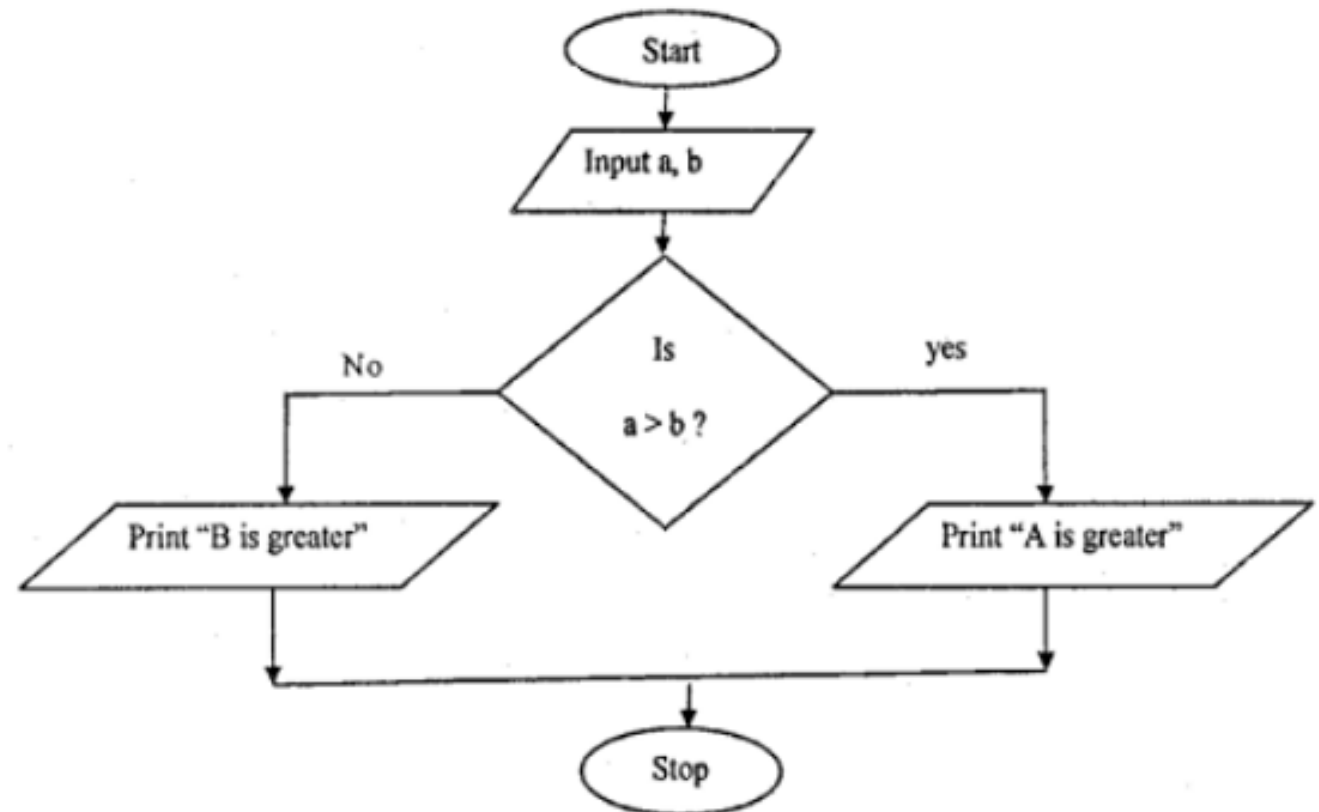 Start
Input a, b
Is
a > b ?
No
yes
Print “B is greater”
Print “A is greater”
Stop